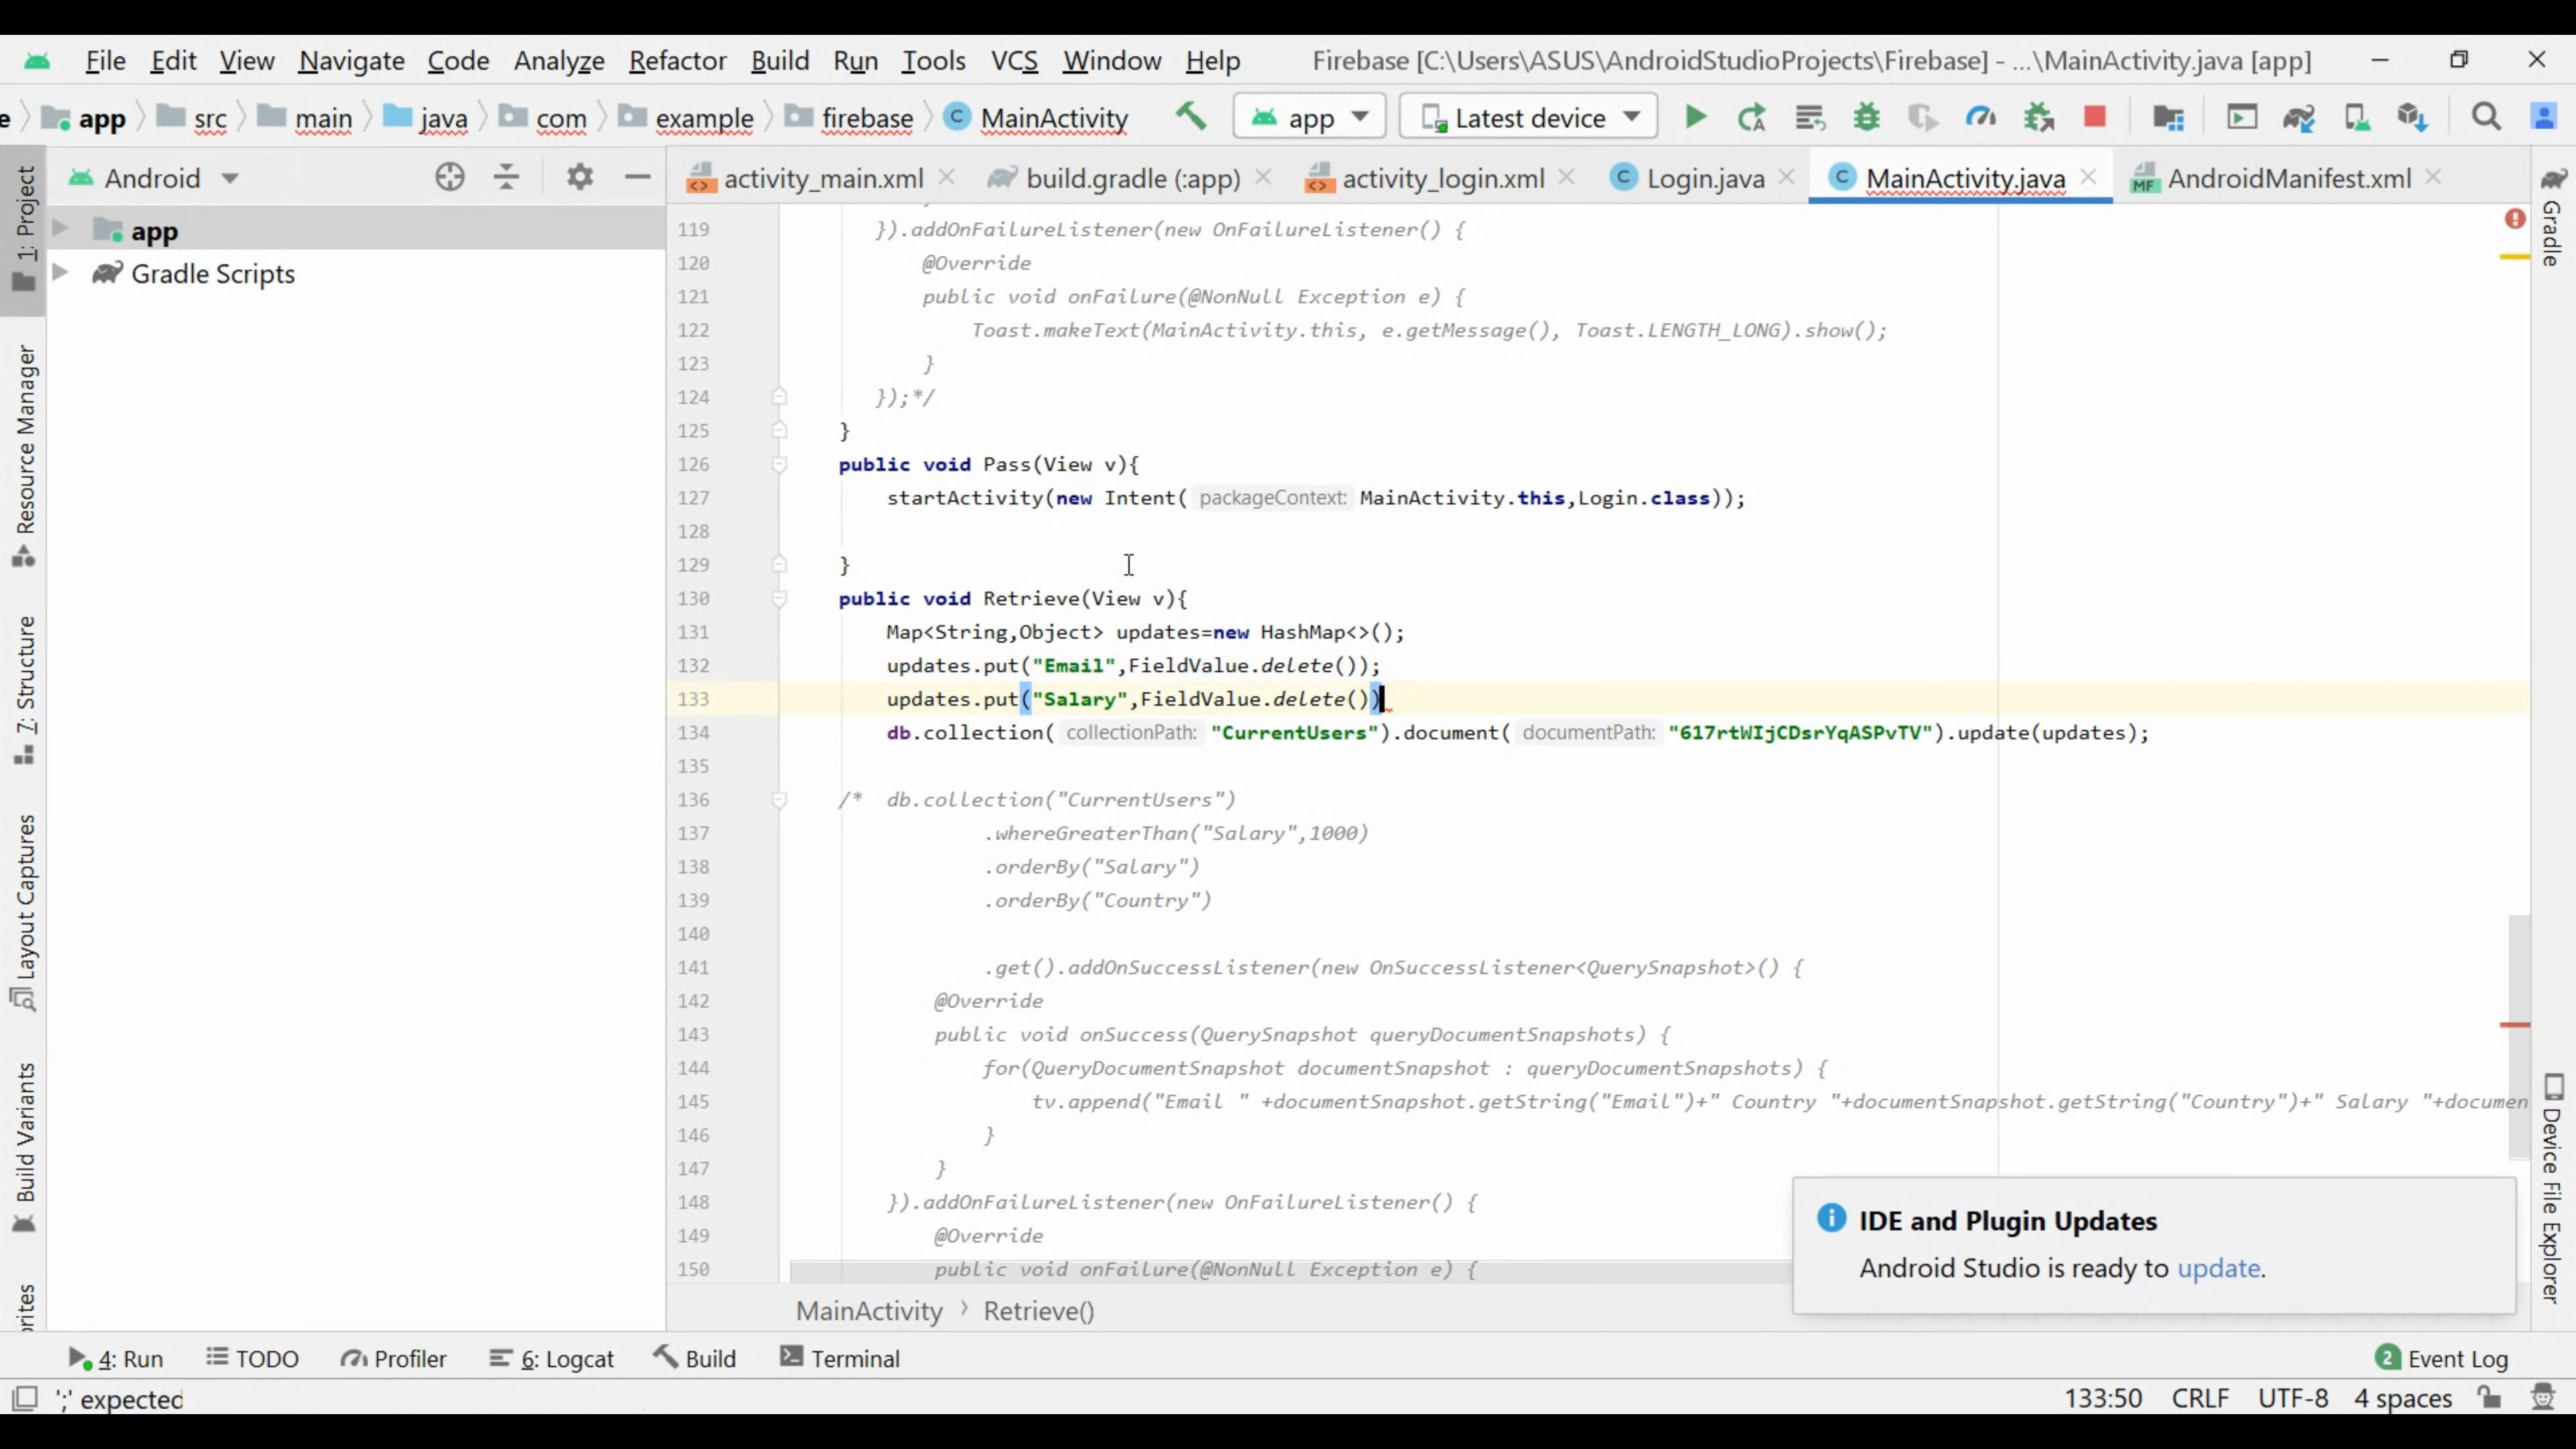 File Edit View Navigate Code Analyze Refactor Build Run Tools VCS Window Help Firebase [C:\Users\ASUS\AndroidStudioProjects\Firebase] - ...\MainActivity.java [app]
e app src main java com example firebase MainActivity app Latest device
Android
activity_main.xml build.gradle (:app) activity_login.xml Login.java MainActivity.java AndroidManifest.xml
app
Gradle Scripts
1: Project
Resource Manager
7: Structure
Layout Captures
Build Variants
Gradle
Device File Explorer
119 }).addOnFailureListener(new OnFailureListener() {
120 @Override
121 public void onFailure(@NonNull Exception e) {
122 Toast.makeText(MainActivity.this, e.getMessage(), Toast.LENGTH_LONG).show();
123 }
124 });*/
125 }
126 public void Pass(View v){
127 startActivity(new Intent( packageContext: MainActivity.this,Login.class));
128
129 }
130 public void Retrieve(View v){
131 Map<String,Object> updates=new HashMap<>();
132 updates.put("Email",FieldValue.delete());
133 updates.put("Salary",FieldValue.delete())
134 db.collection( collectionPath: "CurrentUsers").document( documentPath: "617rtWIjCDsrYqASPvTV").update(updates);
135
136 /* db.collection("CurrentUsers")
137 .whereGreaterThan("Salary",1000)
138 .orderBy("Salary")
139 .orderBy("Country")
140
141 .get().addOnSuccessListener(new OnSuccessListener<QuerySnapshot>() {
142 @Override
143 public void onSuccess(QuerySnapshot queryDocumentSnapshots) {
144 for(QueryDocumentSnapshot documentSnapshot : queryDocumentSnapshots) {
145 tv.append("Email " +documentSnapshot.getString("Email")+" Country "+documentSnapshot.getString("Country")+" Salary "+documen
146 }
147 }
148 }).addOnFailureListener(new OnFailureListener() {
149 @Override
150 public void onFailure(@NonNull Exception e) {
IDE and Plugin Updates
Android Studio is ready to update.
MainActivity Retrieve()
4: Run TODO Profiler 6: Logcat Build Terminal 2 Event Log
';' expected 133:50 CRLF UTF-8 4 spaces